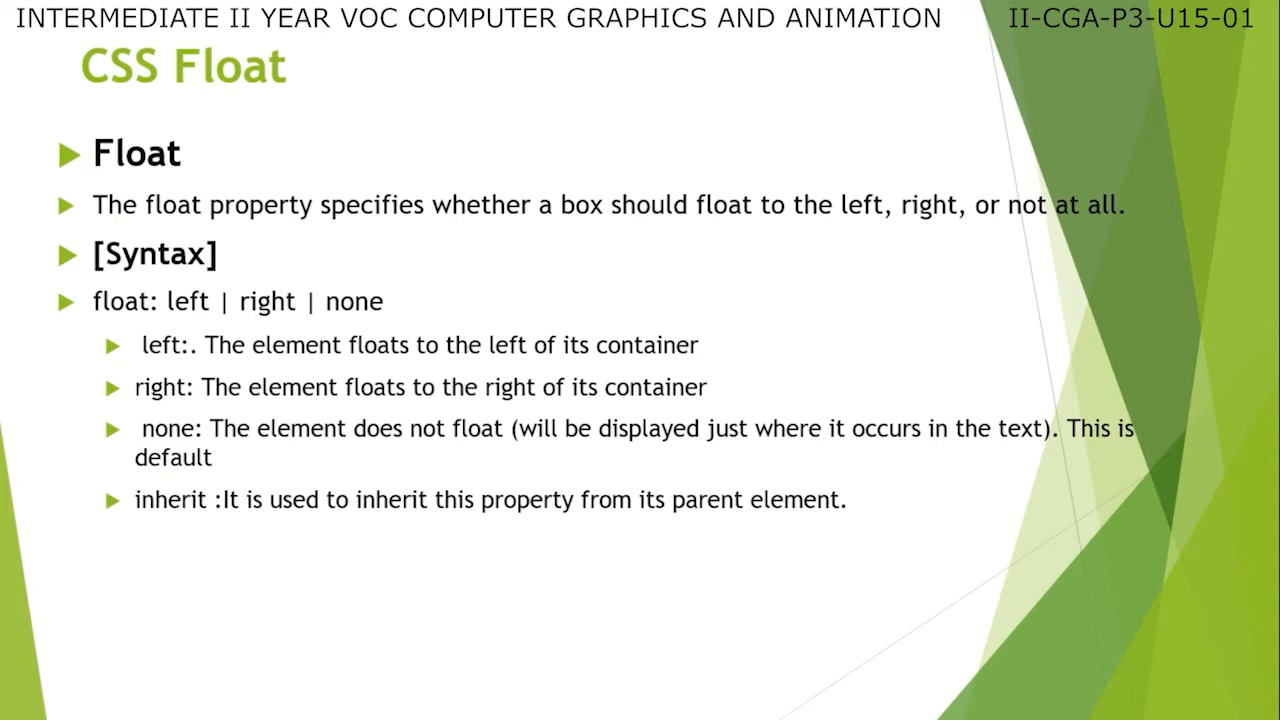 INTERMEDIATE II YEAR VOC COMPUTER GRAPHICS AND ANIMATION II-CGA-P3-U15-01
CSS Float
Float
The float property specifies whether a box should float to the left, right, or not at all.
[Syntax]
float: left | right | none
left:. The element floats to the left of its container
right: The element floats to the right of its container
none: The element does not float (will be displayed just where it occurs in the text). This is
default
inherit :It is used to inherit this property from its parent element.